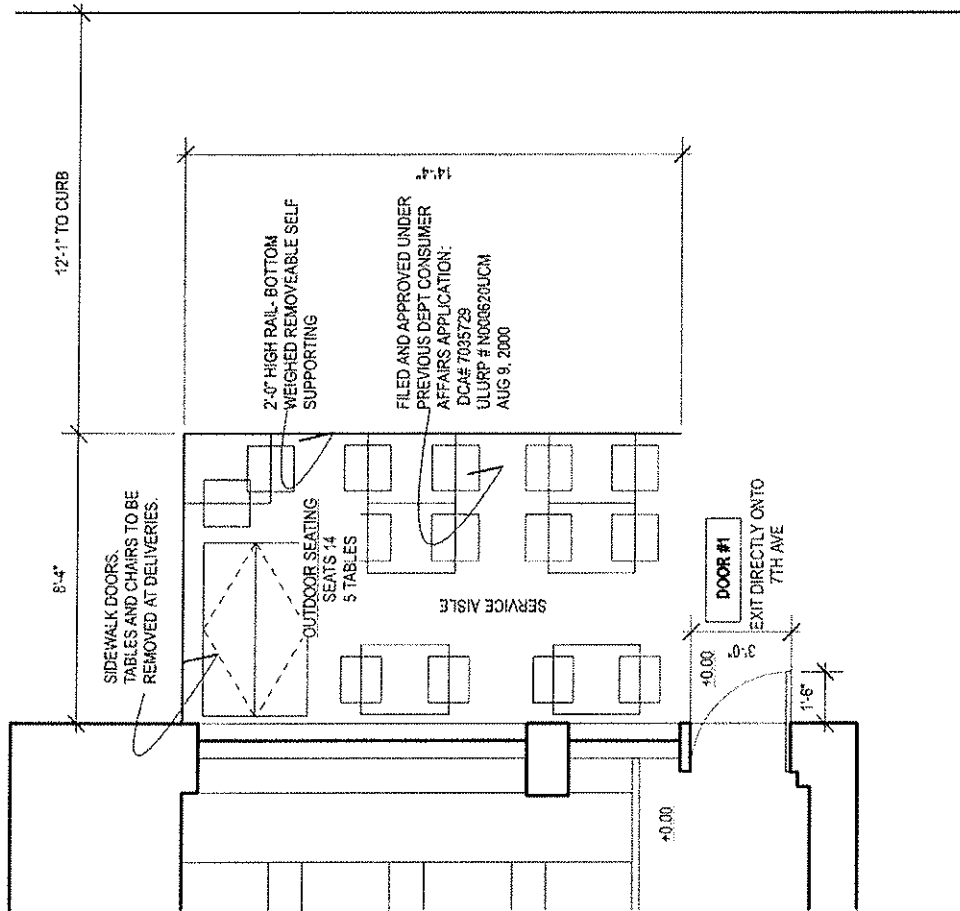 12'-1" TO CURB
8'-4"
14'-4"
SIDEWALK DOORS.
TABLES AND CHAIRS TO BE
REMOVED AT DELIVERIES.
2'-0" HIGH RAIL- BOTTOM
WEIGHED REMOVEABLE SELF
SUPPORTING
FILED AND APPROVED UNDER
PREVIOUS DEPT CONSUMER
AFFAIRS APPLICATION:
DCA# 7035729
ULURP # N000620UCM
AUG 9, 2000
OUTDOOR SEATING
SEATS 14
5 TABLES
SERVICE AISLE
DOOR #1
EXIT DIRECTLY ONTO
7TH AVE
3'-0"
±0.00
1'-6"
±0.00